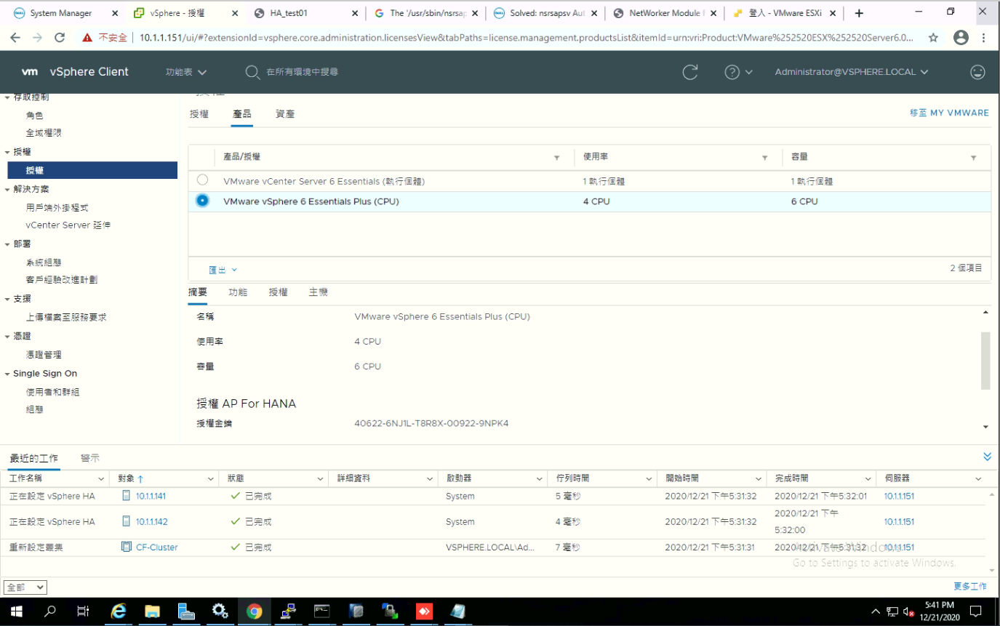 System Manager
vSphere - 授權
HA_test01
The '/usr/sbin/nsrsap
Solved: nsrsapsv Aut
NetWorker Module f
登入 - VMware ESXi
不安全
10.1.1.151/ui/#?extensionId=vsphere.core.administration.licensesView&tabPaths=license.management.productsList&itemId=urn:vri:Product:VMware%252520ESX%252520Server6.0...
vm vSphere Client
功能表
在所有環境中搜尋
Administrator@VSPHERE.LOCAL
存取控制
角色
全域權限
授權
授權
解決方案
用戶端外掛程式
vCenter Server 延伸
部署
系統組態
客戶經驗改進計劃
支援
上傳檔案至服務要求
憑證
憑證管理
Single Sign On
使用者和群組
組態
授權 產品 資產
移至 MY VMWARE
產品/授權 使用率 容量
VMware vCenter Server 6 Essentials (執行個體) 1 執行個體 1 執行個體
VMware vSphere 6 Essentials Plus (CPU) 4 CPU 6 CPU
匯出
2 個項目
摘要 功能 授權 主機
名稱 VMware vSphere 6 Essentials Plus (CPU)
使用率 4 CPU
容量 6 CPU
授權 AP For HANA
授權金鑰 40622-6NJ1L-T8R8X-00922-9NPK4
最近的工作 警示
工作名稱 對象 狀態 詳細資料 啟動器 佇列時間 開始時間 完成時間 伺服器
正在設定 vSphere HA 10.1.1.141 已完成 System 5 毫秒 2020/12/21 下午5:31:32 2020/12/21 下午5:32:01 10.1.1.151
正在設定 vSphere HA 10.1.1.142 已完成 System 4 毫秒 2020/12/21 下午5:31:32 2020/12/21 下午 5:32:00 10.1.1.151
重新設定叢集 CF-Cluster 已完成 VSPHERE.LOCAL\Ad... 7 毫秒 2020/12/21 下午5:31:31 2020/12/21 下午5:31:32 10.1.1.151
Activate Windows
Go to Settings to activate Windows.
全部
更多工作
5:41 PM
12/21/2020